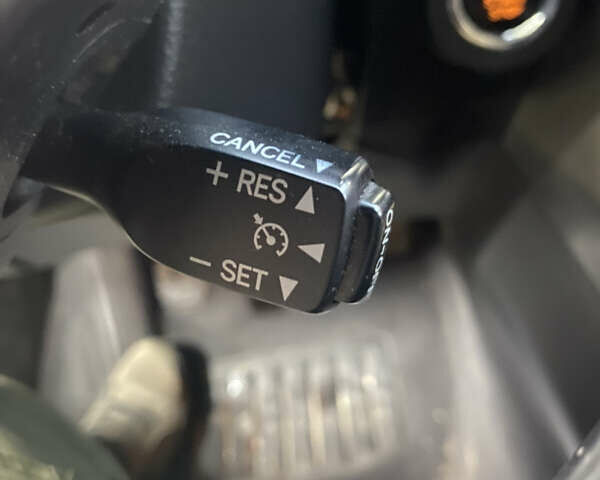 CANCEL ▼
+ RES ▲
◀
- SET ▼
ON-OFF